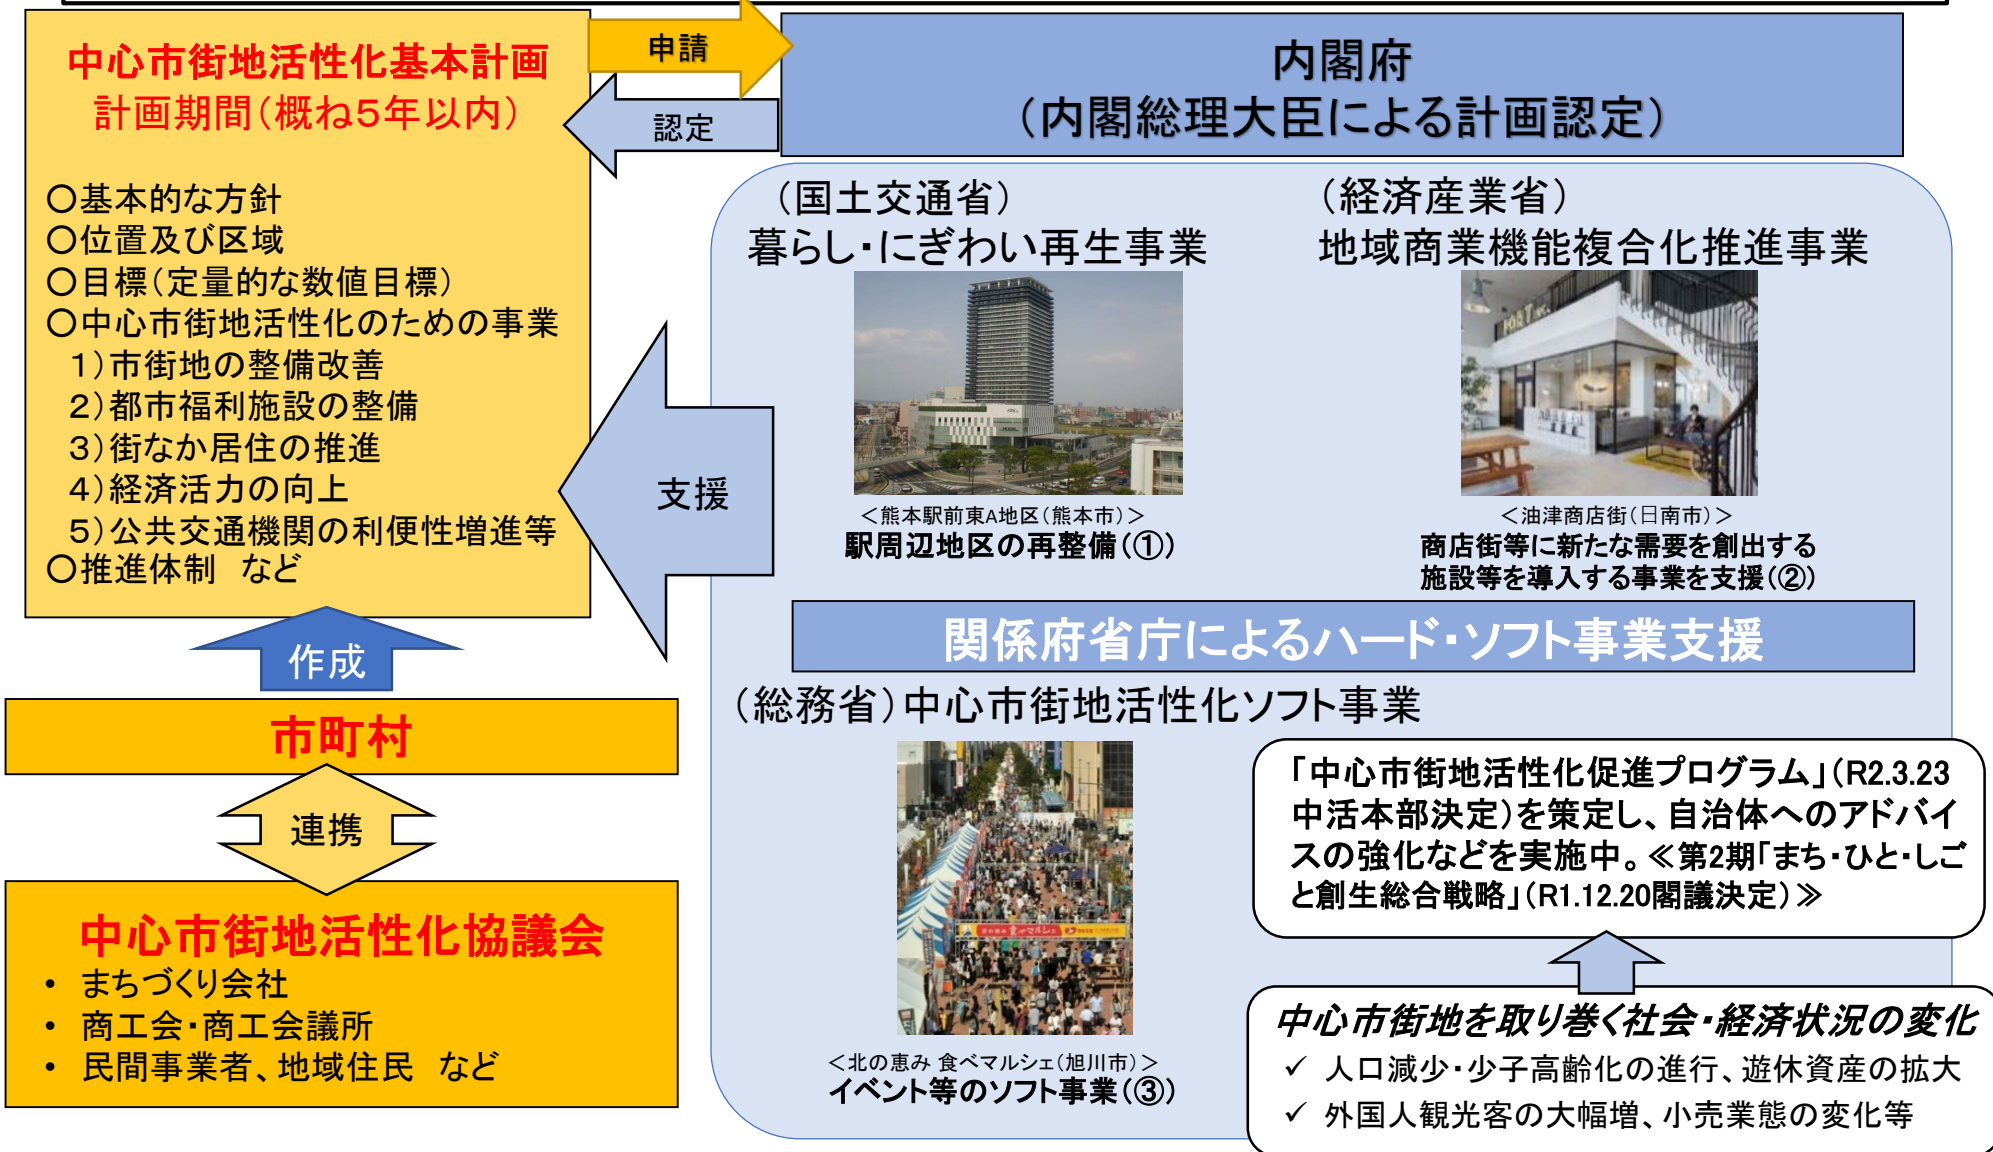 中心市街地活性化基本計画
計画期間(概ね5年以内)
○基本的な方針
○位置及び区域
○目標(定量的な数値目標)
○中心市街地活性化のための事業
1)市街地の整備改善
2)都市福利施設の整備
3)街なか居住の推進
4)経済活力の向上
5)公共交通機関の利便性増進等
○推進体制 など
申請
認定
内閣府
(内閣総理大臣による計画認定)
支援
作成
市町村
連携
中心市街地活性化協議会
• まちづくり会社
• 商工会・商工会議所
• 民間事業者、地域住民 など
(国土交通省)
暮らし・にぎわい再生事業
<熊本駅前東A地区(熊本市)>
駅周辺地区の再整備(①)
(経済産業省)
地域商業機能複合化推進事業
<油津商店街(日南市)>
商店街等に新たな需要を創出する
施設等を導入する事業を支援(②)
関係府省庁によるハード・ソフト事業支援
(総務省)中心市街地活性化ソフト事業
食べマルシェ
<北の恵み 食べマルシェ(旭川市)>
イベント等のソフト事業(③)
「中心市街地活性化促進プログラム」(R2.3.23
中活本部決定)を策定し、自治体へのアドバイ
スの強化などを実施中。≪第2期「まち・ひと・しご
と創生総合戦略」(R1.12.20閣議決定)≫
中心市街地を取り巻く社会・経済状況の変化
✓ 人口減少・少子高齢化の進行、遊休資産の拡大
✓ 外国人観光客の大幅増、小売業態の変化等